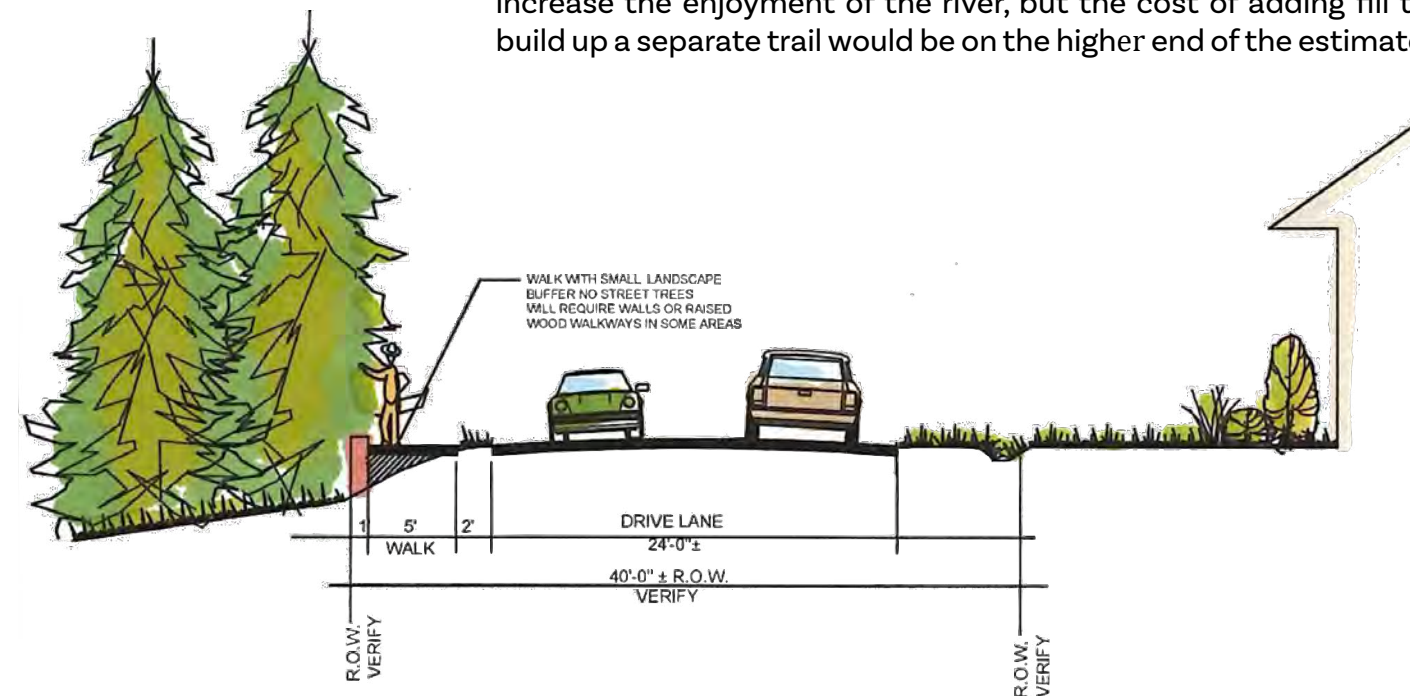 increase the enjoyment of the river, but the cost of adding fill
build up a separate trail would be on the higher end of the estimate
WALK WITH SMALL LANDSCAPE
BUFFER NO STREET TREES
WILL REQUIRE WALLS OR RAISED
WOOD WALKWAYS IN SOME AREAS
1'
5'
2'
WALK
DRIVE LANE
24'-0"±
40'-0" ± R.O.W.
VERIFY
R.O.W.
VERIFY
R.O.W.
VERIFY